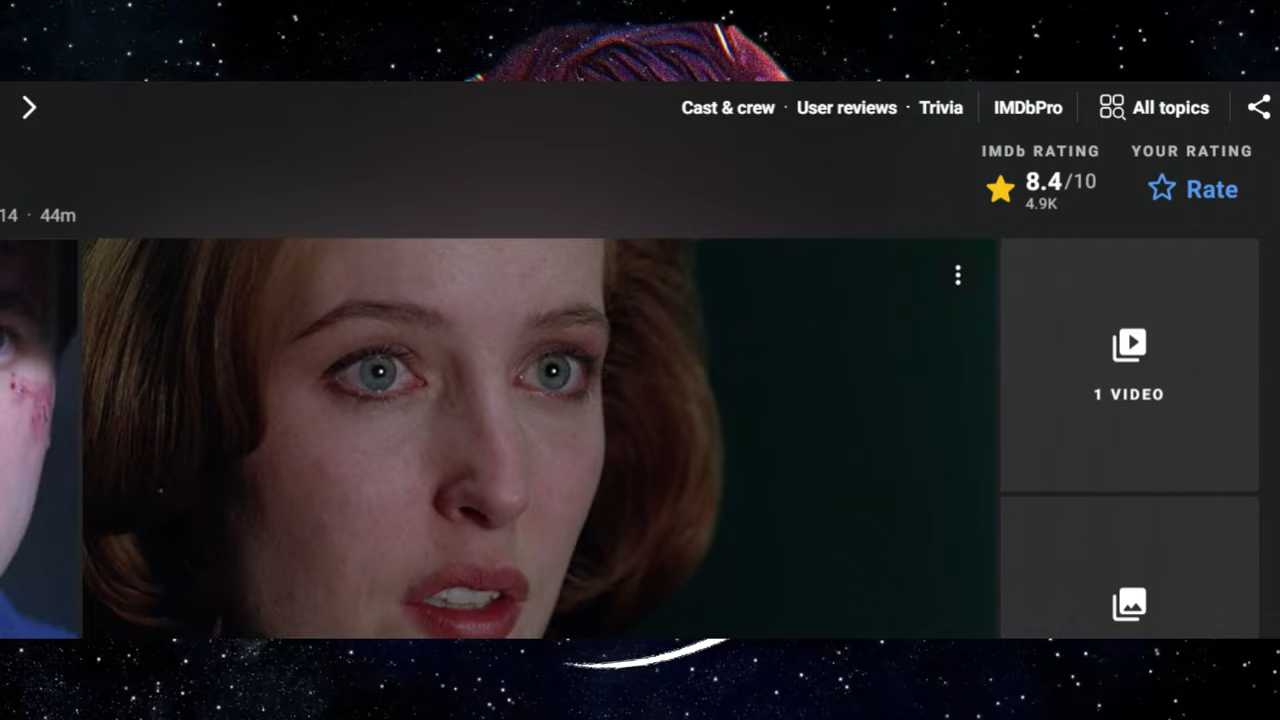 Cast & crew · User reviews · Trivia IMDbPro All topics
IMDb RATING YOUR RATING
8.4/10 Rate
4.9K
14 · 44m
1 VIDEO